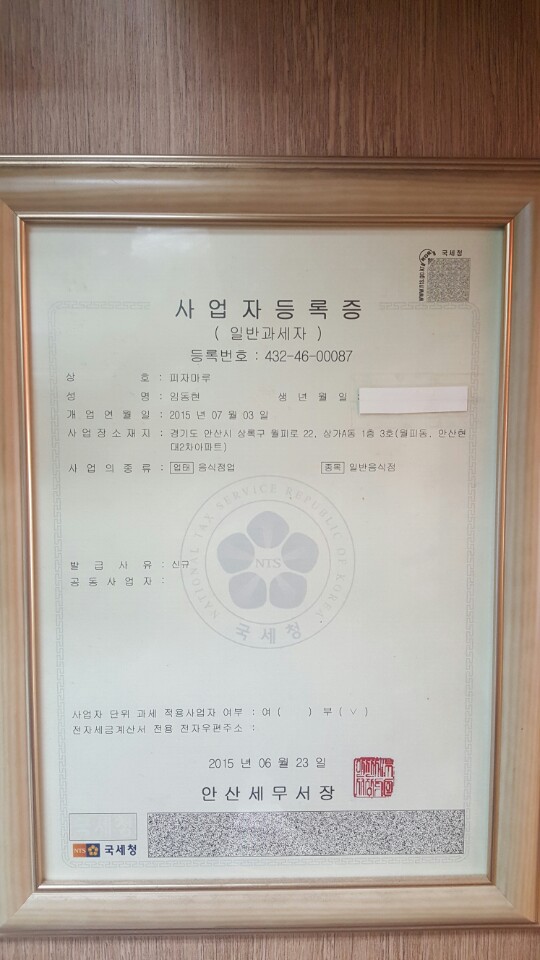 국세청
www.nts.go.kr
사업자등록증
( 일반과세자 )
등록번호 : 432-46-00087
상 호 : 피자마루
성 명 : 임동현 생 년 월 일 :
개 업 연 월 일 : 2015 년 07 월 03 일
사 업 장 소 재 지 : 경기도 안산시 상록구 월피로 22, 상가A동 1층 3호(월피동, 안산현
대2차아파트)
사 업 의 종 류 : 업태 음식점업 종목 일반음식점
NATIONAL TAX SERVICE REPUBLIC OF KOREA
NTS
국세청
발 급 사 유 : 신규
공 동 사 업 자 :
사업자 단위 과세 적용사업자 여부 : 여 ( ) 부 ( ∨ )
전자세금계산서 전용 전자우편주소 :
2015 년 06 월 23 일
안 산 세 무 서 장
NTS 국세청